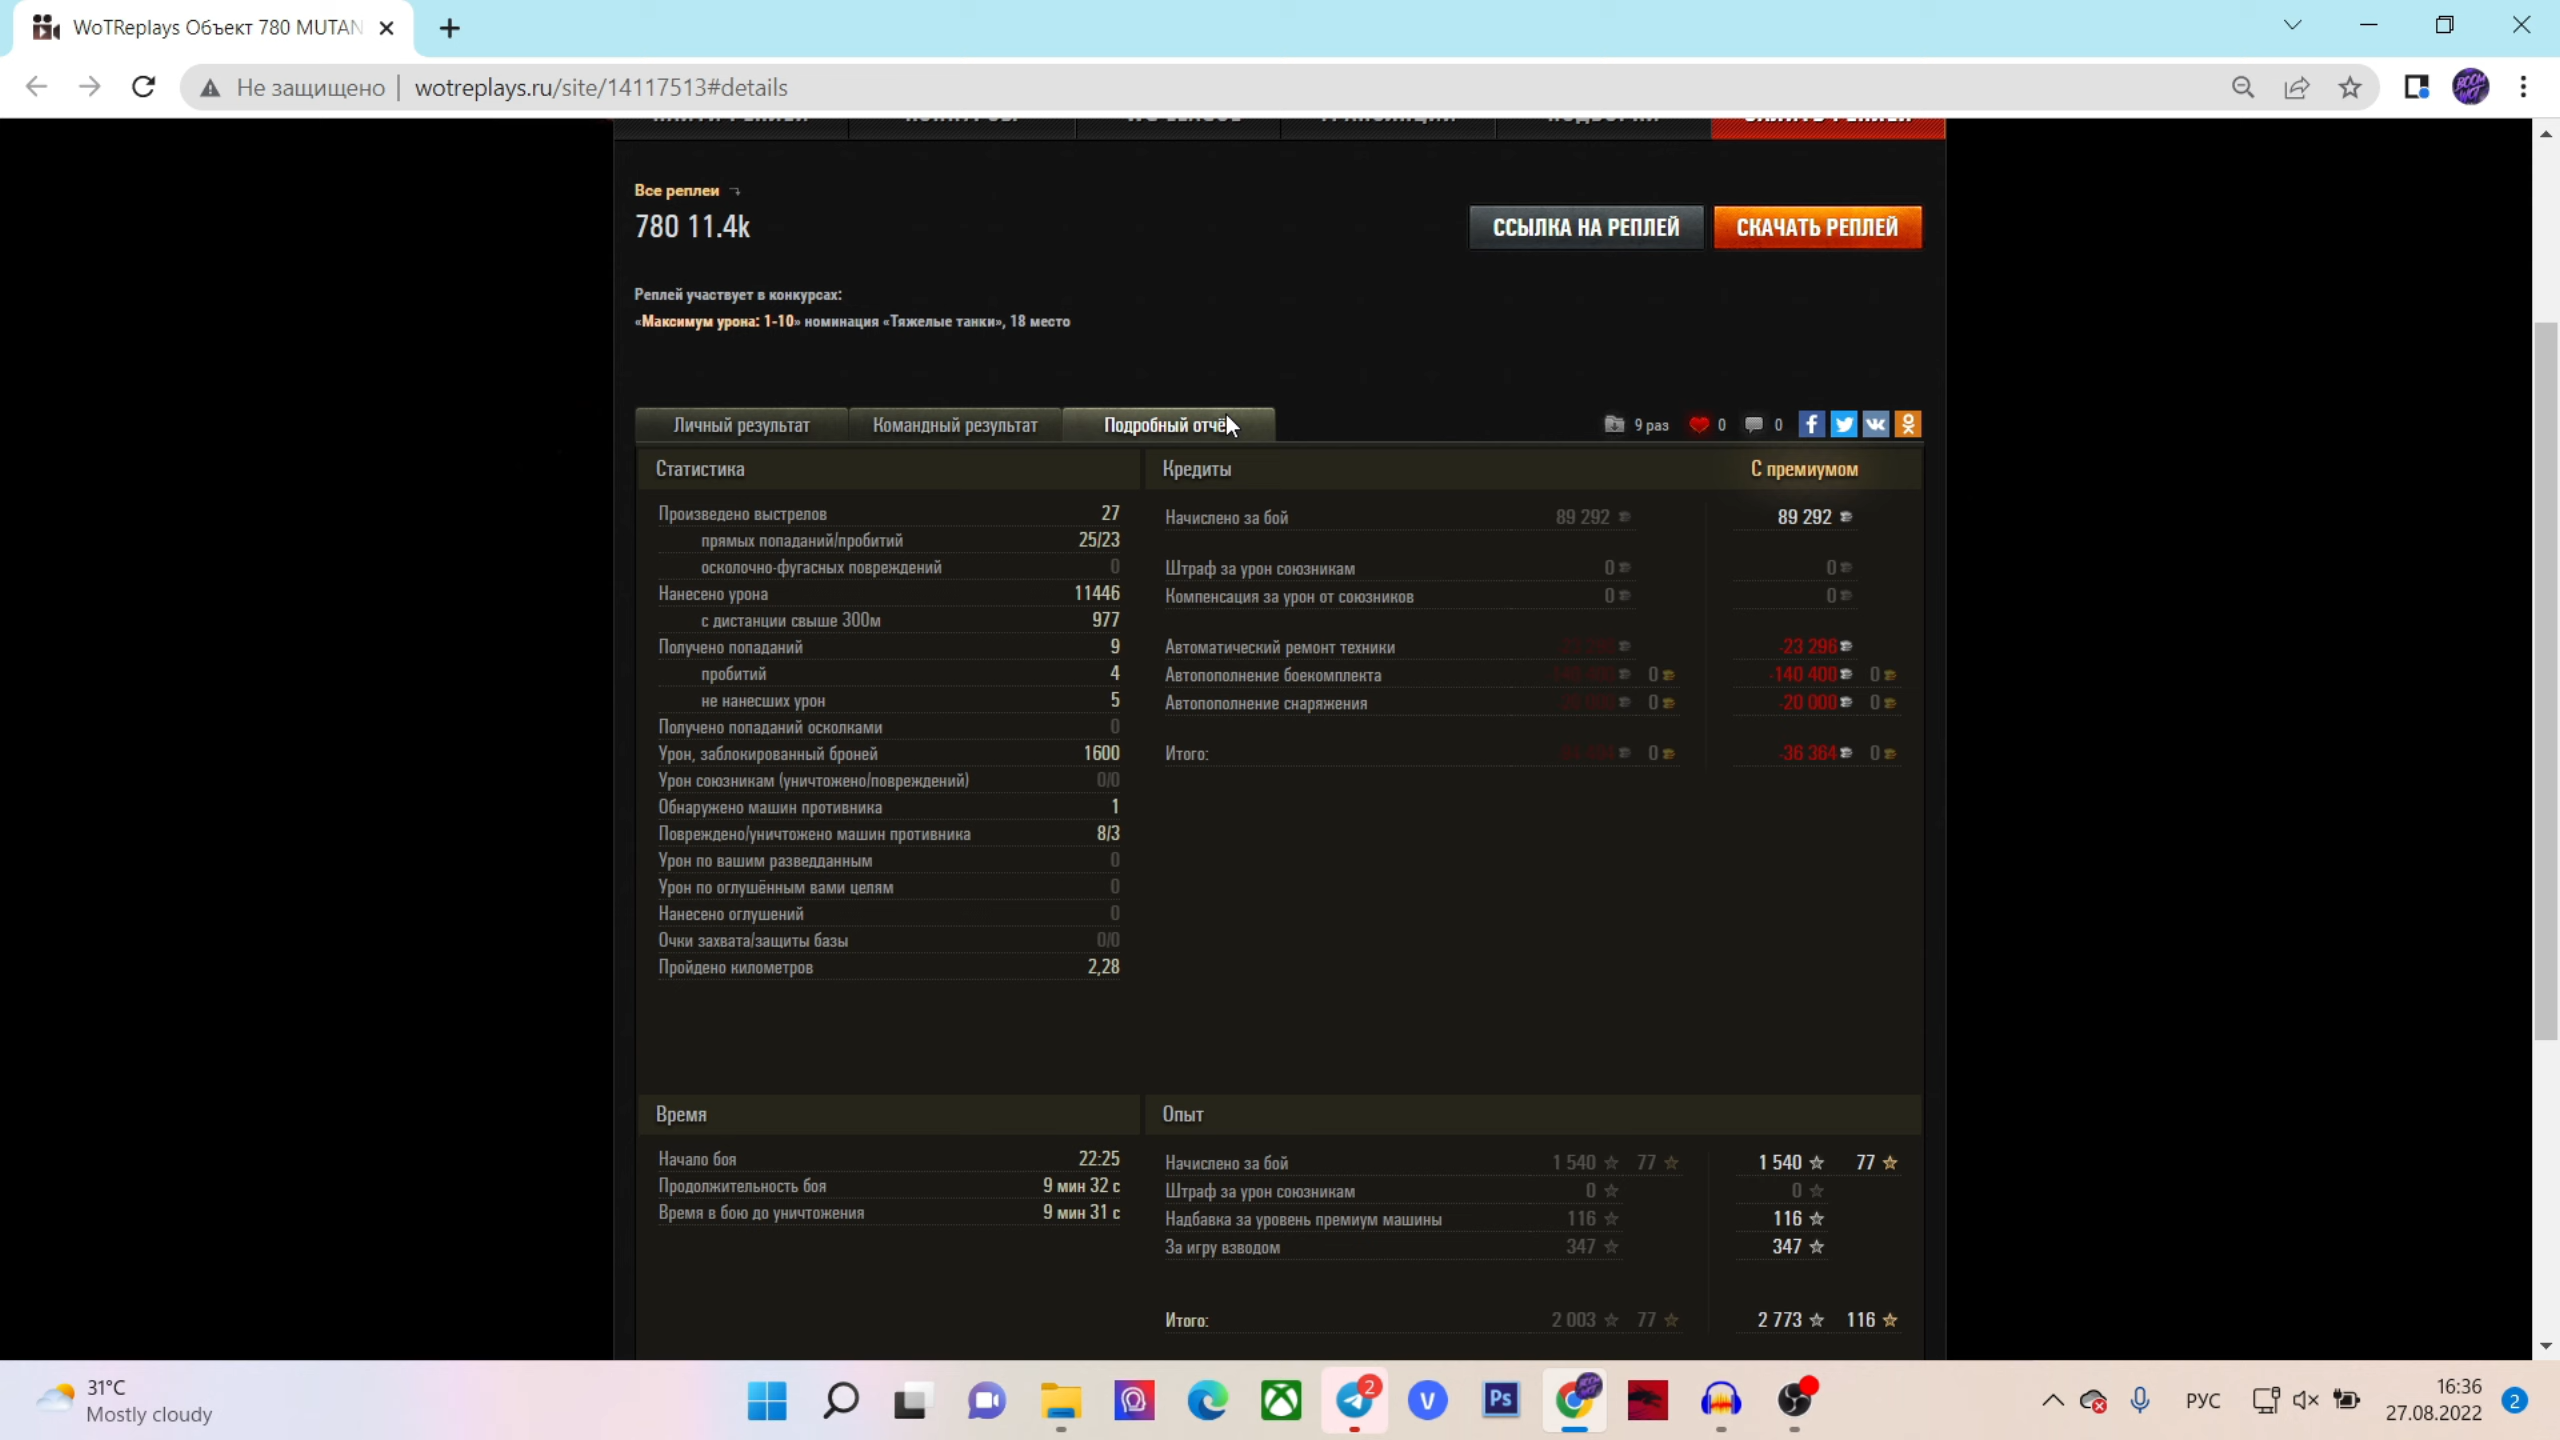 WoTReplays Объект 780 MUTAN
Не защищено
wotreplays.ru/site/14117513#details
Все реплеи
780 11.4k
ССЫЛКА НА РЕПЛЕЙ
СКАЧАТЬ РЕПЛЕЙ
Реплей участвует в конкурсах:
«Максимум урона: 1-10» номинация «Тяжелые танки», 18 место
Личный результат
Командный результат
Подробный отчё
9 раз
0
0
Статистика
Произведено выстрелов 27
прямых попаданий/пробитий 25/23
осколочно-фугасных повреждений 0
Нанесено урона 11446
с дистанции свыше 300м 977
Получено попаданий 9
пробитий 4
не нанесших урон 5
Получено попаданий осколками 0
Урон, заблокированный броней 1600
Урон союзникам (уничтожено/повреждений) 0/0
Обнаружено машин противника 1
Повреждено/уничтожено машин противника 8/3
Урон по вашим разведданным 0
Урон по оглушённым вами целям 0
Нанесено оглушений 0
Очки захвата/защиты базы 0/0
Пройдено километров 2,28
Кредиты С премиумом
Начислено за бой 89 292 89 292
Штраф за урон союзникам 0 0
Компенсация за урон от союзников 0 0
Автоматический ремонт техники -23 296
Автопополнение боекомплекта 0 -140 400 0
Автопополнение снаряжения 0 -20 000 0
Итого: 0 -36 364 0
Время
Начало боя 22:25
Продолжительность боя 9 мин 32 с
Время в бою до уничтожения 9 мин 31 с
Опыт
Начислено за бой 1 540 77 1 540 77
Штраф за урон союзникам 0 0
Надбавка за уровень премиум машины 116 116
За игру взводом 347 347
Итого: 2 003 77 2 773 116
31°C
Mostly cloudy
2
V
Ps
РУС
16:36
27.08.2022
2